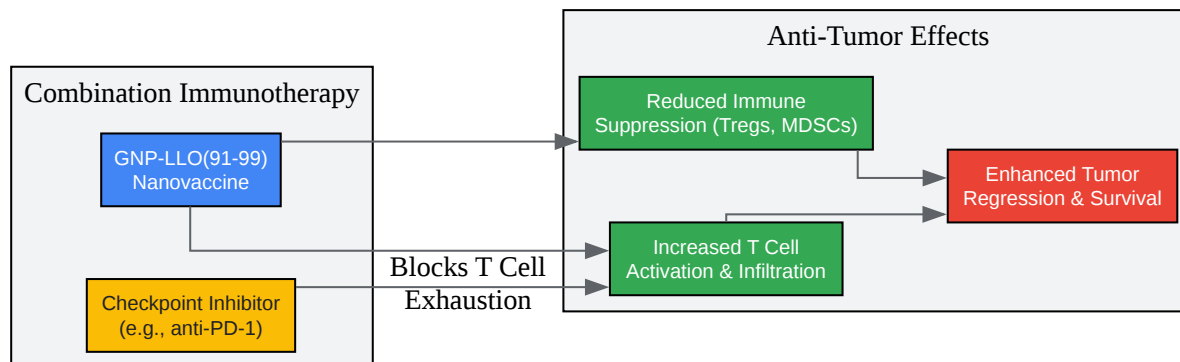 Combination Immunotherapy
GNP-LLO(91-99)
Nanovaccine
Checkpoint Inhibitor
(e.g., anti-PD-1)
Blocks T Cell
Exhaustion
Anti-Tumor Effects
Reduced Immune
Suppression (Tregs, MDSCs)
Increased T Cell
Activation & Infiltration
Enhanced Tumor
Regression & Survival